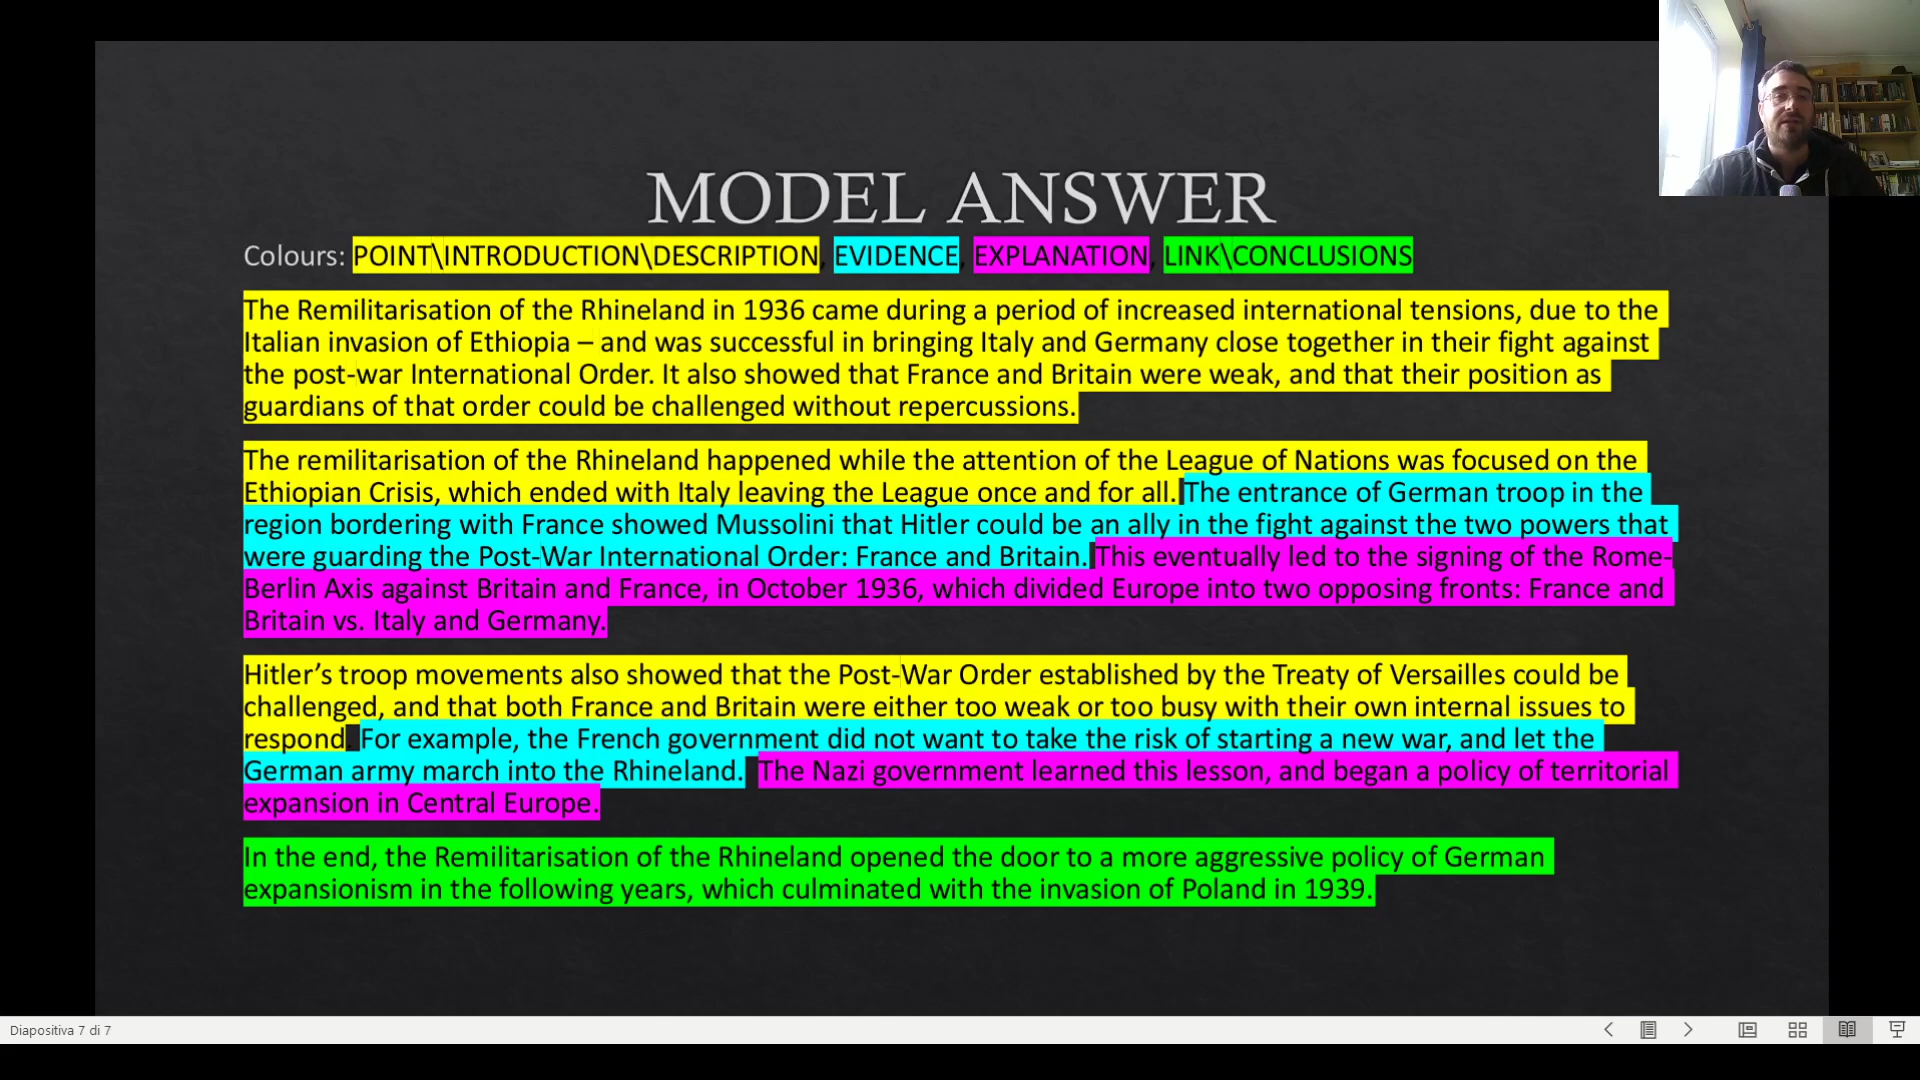 MODEL ANSWER
Colours: POINT\INTRODUCTION\DESCRIPTION, EVIDENCE, EXPLANATION, LINK\CONCLUSIONS
The Remilitarisation of the Rhineland in 1936 came during a period of increased international tensions, due to the
Italian invasion of Ethiopia – and was successful in bringing Italy and Germany close together in their fight against
the post-war International Order. It also showed that France and Britain were weak, and that their position as
guardians of that order could be challenged without repercussions.
The remilitarisation of the Rhineland happened while the attention of the League of Nations was focused on the
Ethiopian Crisis, which ended with Italy leaving the League once and for all. The entrance of German troop in the
region bordering with France showed Mussolini that Hitler could be an ally in the fight against the two powers that
were guarding the Post-War International Order: France and Britain. This eventually led to the signing of the Rome-
Berlin Axis against Britain and France, in October 1936, which divided Europe into two opposing fronts: France and
Britain vs. Italy and Germany.
Hitler’s troop movements also showed that the Post-War Order established by the Treaty of Versailles could be
challenged, and that both France and Britain were either too weak or too busy with their own internal issues to
respond. For example, the French government did not want to take the risk of starting a new war, and let the
German army march into the Rhineland. The Nazi government learned this lesson, and began a policy of territorial
expansion in Central Europe.
In the end, the Remilitarisation of the Rhineland opened the door to a more aggressive policy of German
expansionism in the following years, which culminated with the invasion of Poland in 1939.
Diapositiva 7 di 7